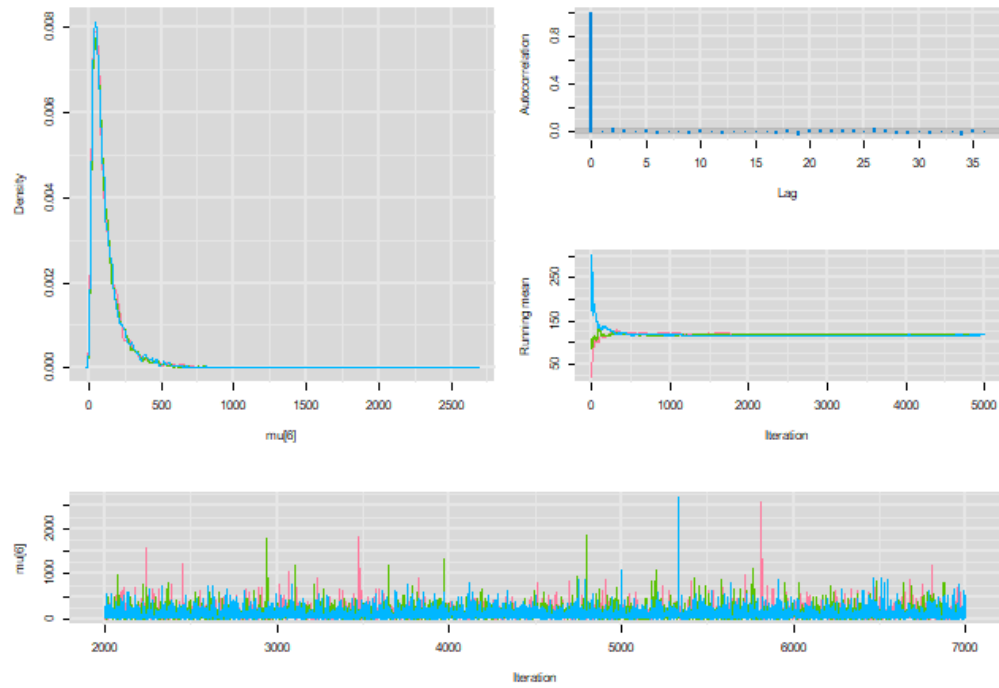 Density
0.000 0.002 0.004 0.006 0.008
0 500 1000 1500 2000 2500
mu[6]
Autocorrelation
0.0 0.4 0.8
0 5 10 15 20 25 30 35
Lag
Running mean
50 150 250
0 1000 2000 3000 4000 5000
Iteration
mu[6]
0 1000 2000
2000 3000 4000 5000 6000 7000
Iteration